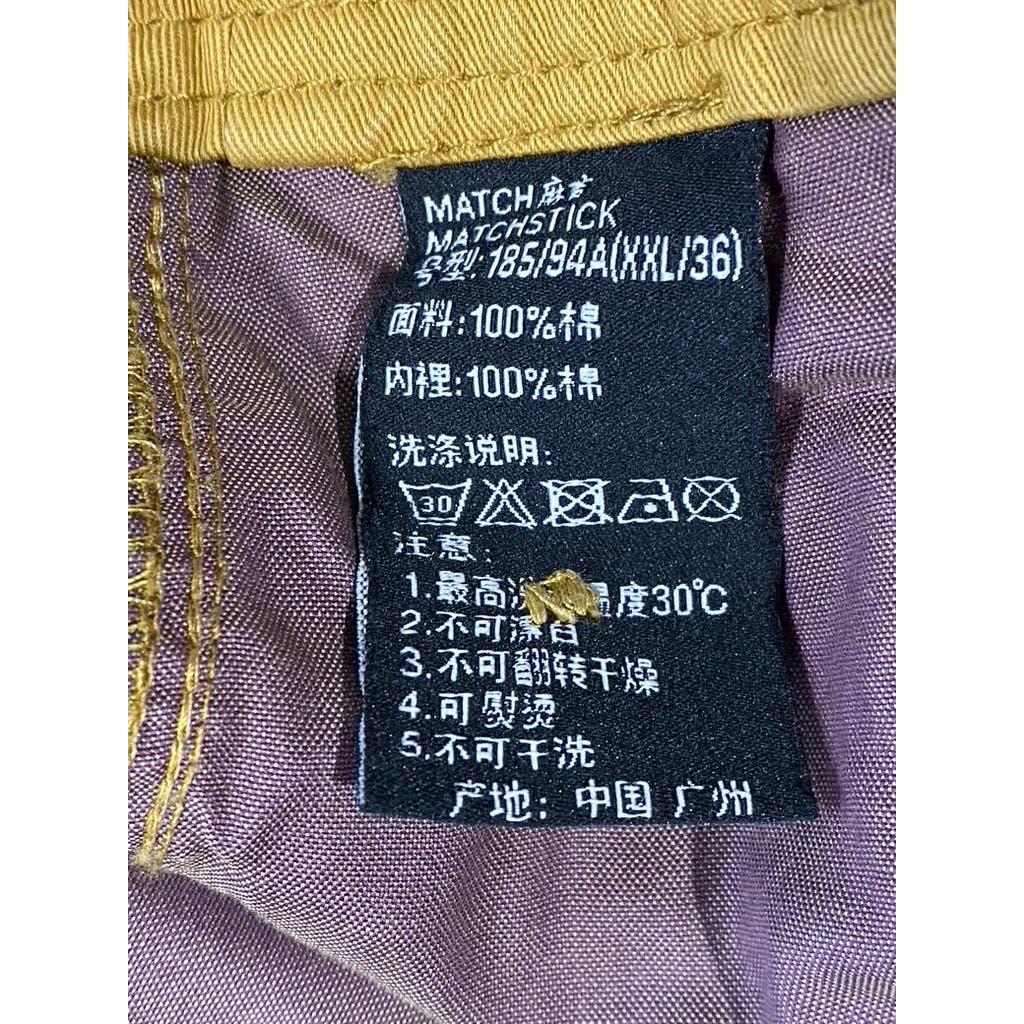 MATCH麻吉
MATCHSTICK
号型:185/94A(XXL/36)
面料:100%棉
内裡:100%棉
洗涤说明:
30
注意:
1.最高 温度30℃
2.不可漂白
3.不可翻转干燥
4.可熨烫
5.不可干洗
产地: 中国 广州